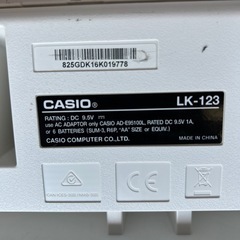 825GDK16K019778
CASIO LK-123
RATING : DC 9.5V
use AC ADAPTOR only CASIO AD-E95100L, RATED DC 9.5V 1A,
or 6 BATTERIES (SUM-3, R6P, "AA" SIZE or EQUIV.)
CASIO COMPUTER CO.,LTD. MADE IN CHINA